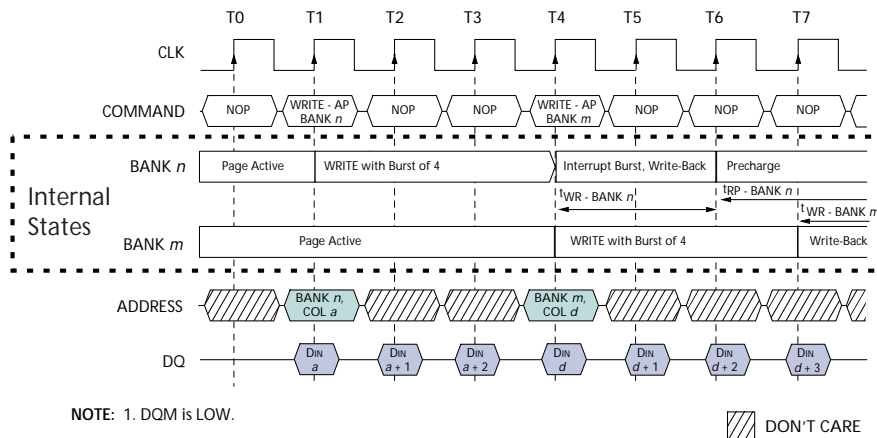 T0 T1 T2 T3 T4 T5 T6 T7
CLK
COMMAND NOP WRITE - AP BANK n NOP NOP WRITE - AP BANK m NOP NOP NOP
Internal States
BANK n Page Active WRITE with Burst of 4 Interrupt Burst, Write-Back Precharge
tWR - BANK n tRP - BANK n
tWR - BANK m
BANK m Page Active WRITE with Burst of 4 Write-Back
ADDRESS BANK n, COL a BANK m, COL d
DQ DIN a DIN a + 1 DIN a + 2 DIN d DIN d + 1 DIN d + 2 DIN d + 3
NOTE: 1. DQM is LOW.
DON'T CARE